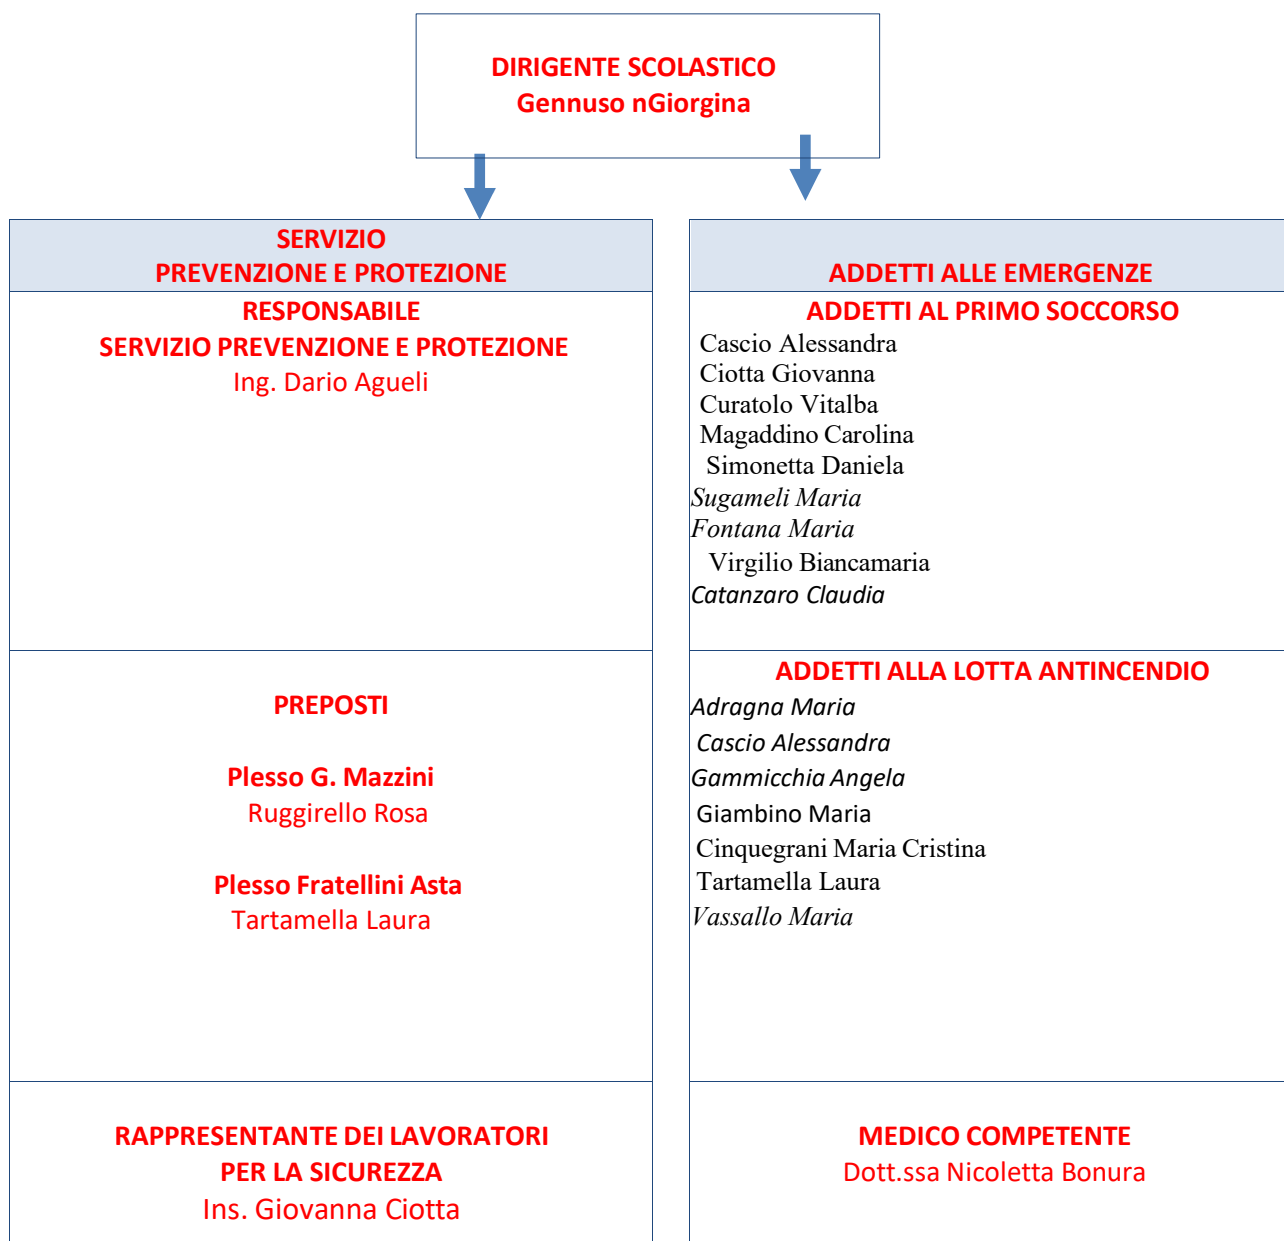 DIRIGENTE SCOLASTICO
Gennuso nGiorgina
SERVIZIO
PREVENZIONE E PROTEZIONE
RESPONSABILE
SERVIZIO PREVENZIONE E PROTEZIONE
Ing. Dario Agueli
PREPOSTI
Plesso G. Mazzini
Ruggirello Rosa
Plesso Fratellini Asta
Tartamella Laura
RAPPRESENTANTE DEI LAVORATORI
PER LA SICUREZZA
Ins. Giovanna Ciotta
ADDETTI ALLE EMERGENZE
ADDETTI AL PRIMO SOCCORSO
Cascio Alessandra
Ciotta Giovanna
Curatolo Vitalba
Magaddino Carolina
Simonetta Daniela
Sugameli Maria
Fontana Maria
Virgilio Biancamaria
Catanzaro Claudia
ADDETTI ALLA LOTTA ANTINCENDIO
Adragna Maria
Cascio Alessandra
Gammicchia Angela
Giambino Maria
Cinquegrani Maria Cristina
Tartamella Laura
Vassallo Maria
MEDICO COMPETENTE
Dott.ssa Nicoletta Bonura